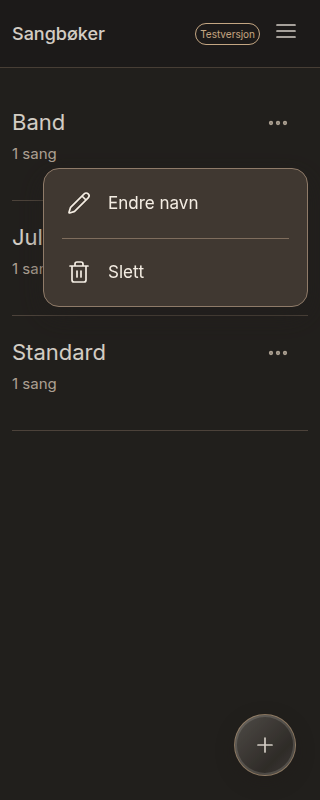 Sangbøker
Testversjon
Band
1 sang
Endre navn
Slett
Standard
1 sang